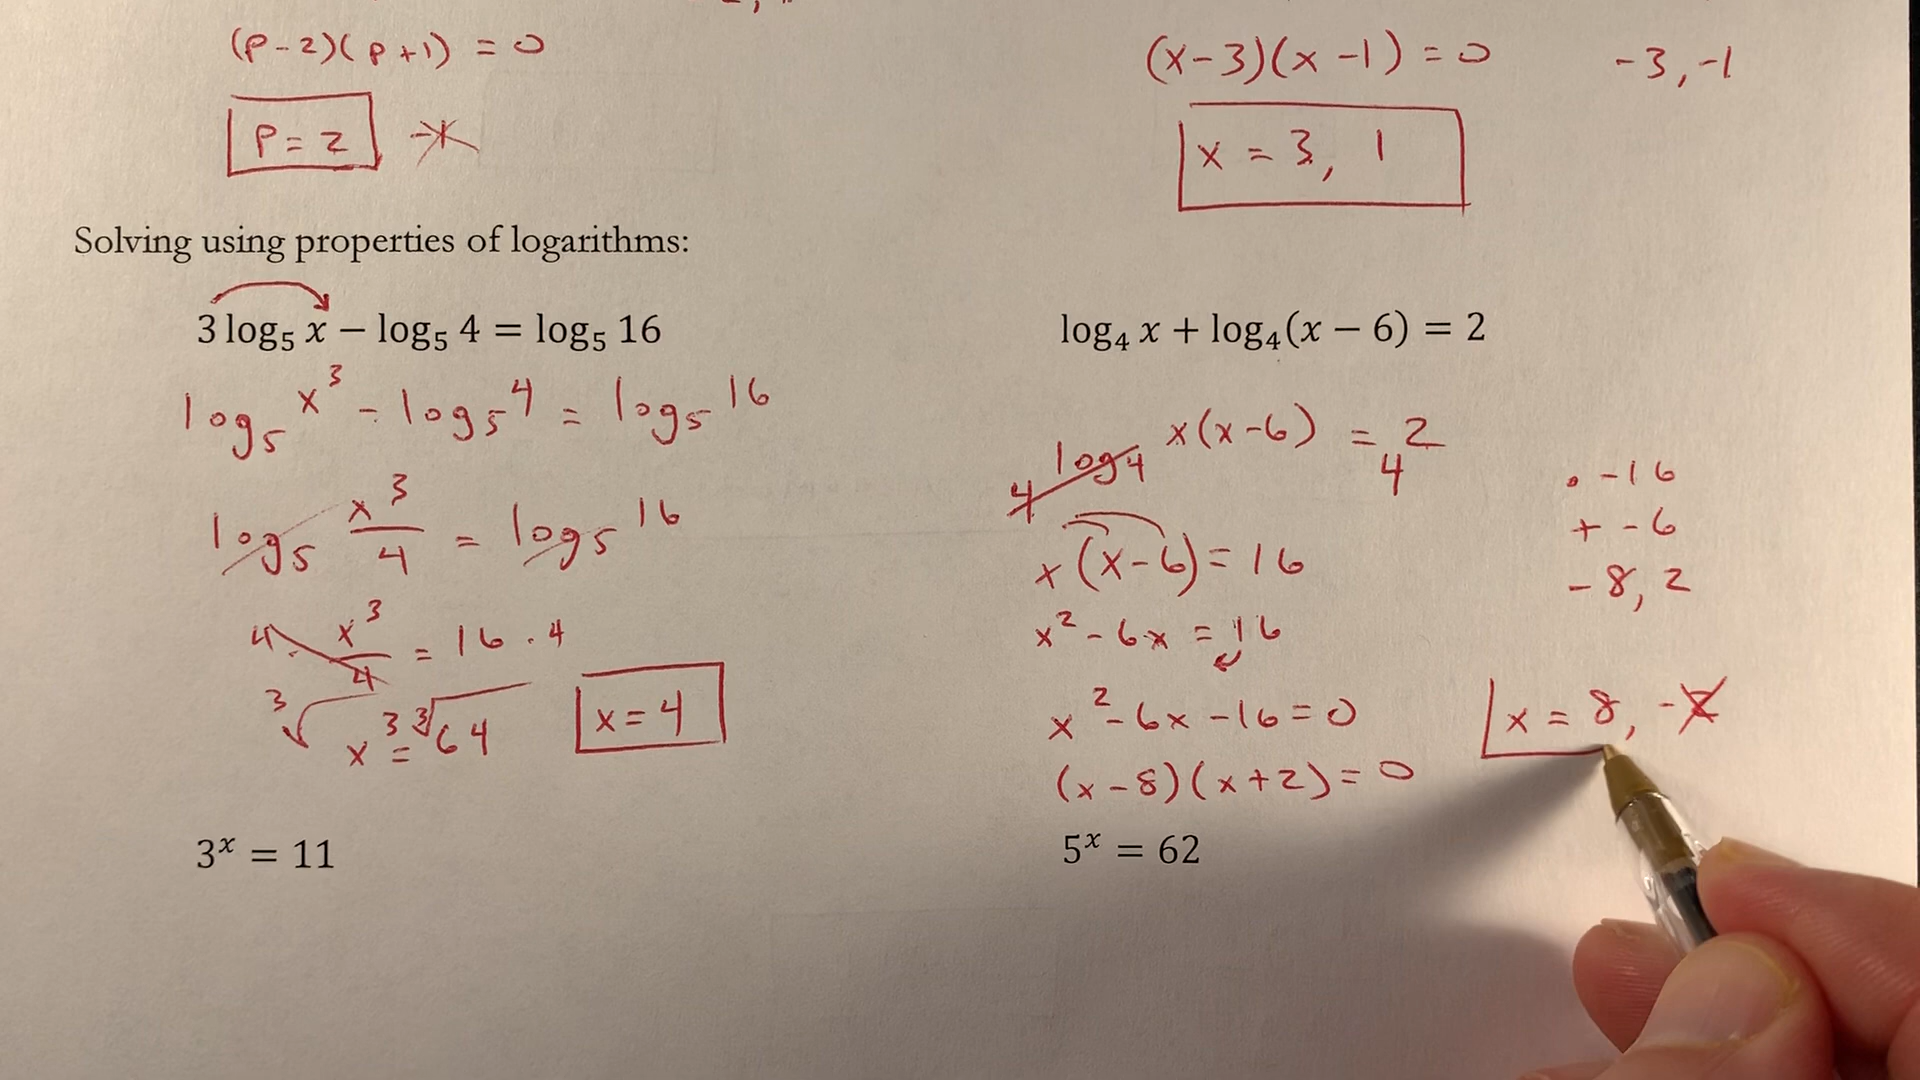 (p-2)(p+1) = 0
p = 2
(x-3)(x-1) = 0
-3, -1
x = 3, 1
Solving using properties of logarithms:
3 log₅ x − log₅ 4 = log₅ 16
log₅ x³ - log₅ 4 = log₅ 16
log₅ x³/4 = log₅ 16
4 · x³/4 = 16 · 4
∛x³ = ∛64
x = 4
log₄ x + log₄(x − 6) = 2
4^log₄ x(x-6) = 4²
x(x-6) = 16
x² - 6x = 16
x² - 6x - 16 = 0
(x-8)(x+2) = 0
· -16
+ -6
-8, 2
x = 8, -2
3ˣ = 11
5ˣ = 62